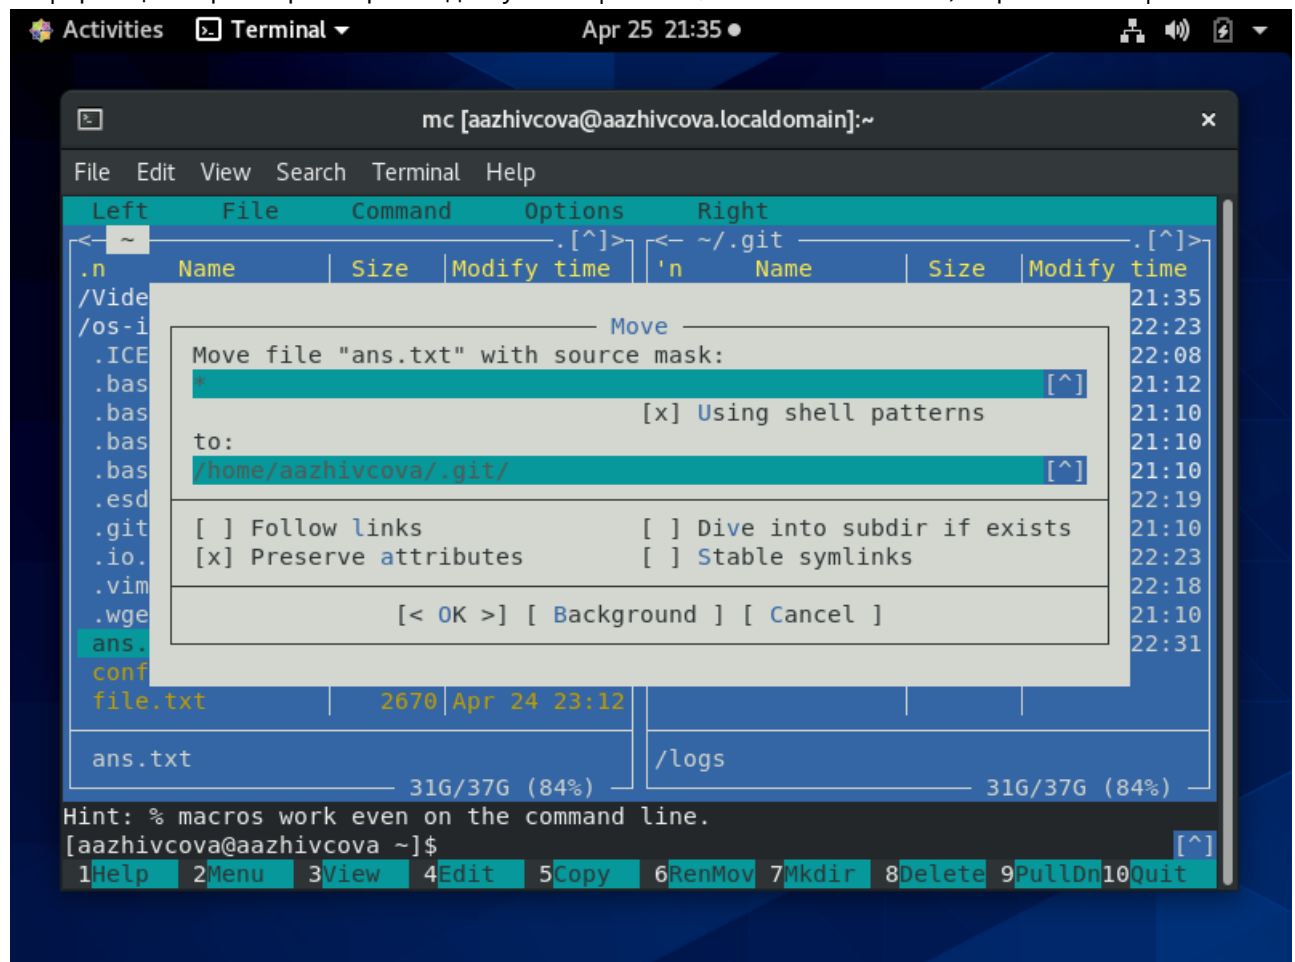 Activities Terminal Apr 25 21:35
mc [aazhivcova@aazhivcova.localdomain]:~ ×
File Edit View Search Terminal Help
Left File Command Options Right
<- ~ .[^]> <- ~/.git .[^]>
.n Name Size Modify time 'n Name Size Modify time
/Vide 21:35
/os-i Move 22:23
.ICE Move file "ans.txt" with source mask: 22:08
.bas * [^] 21:12
.bas [x] Using shell patterns 21:10
.bas to: 21:10
.bas /home/aazhivcova/.git/ [^] 21:10
.esd 22:19
.git [ ] Follow links [ ] Dive into subdir if exists 21:10
.io. [x] Preserve attributes [ ] Stable symlinks 22:23
.vim 22:18
.wge [< OK >] [ Background ] [ Cancel ] 21:10
ans. 22:31
conf
file.txt 2670 Apr 24 23:12
ans.txt /logs
31G/37G (84%) 31G/37G (84%)
Hint: % macros work even on the command line.
[aazhivcova@aazhivcova ~]$ [^]
1Help 2Menu 3View 4Edit 5Copy 6RenMov 7Mkdir 8Delete 9PullDn 10Quit